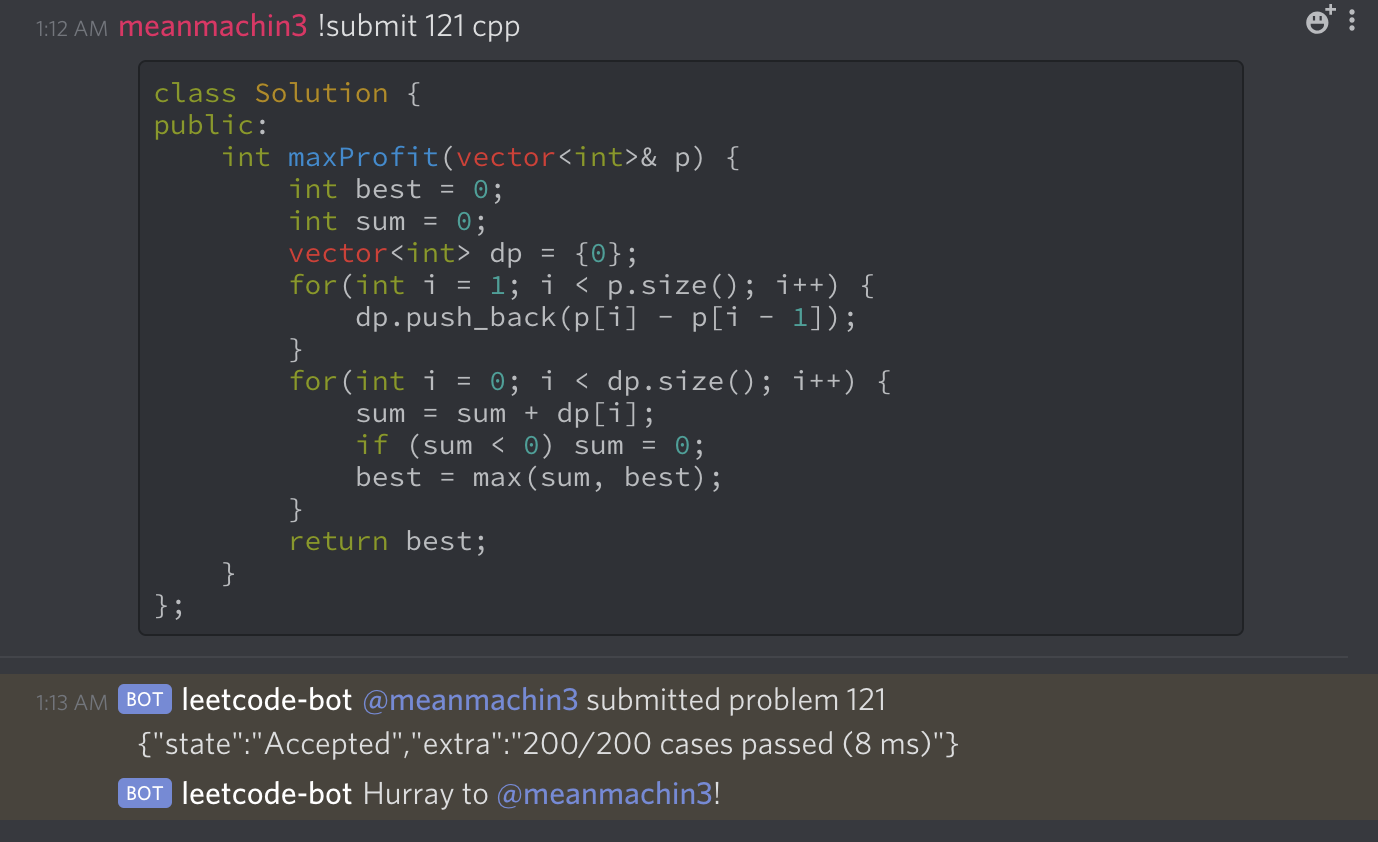 1:12 AM meanmachin3 !submit 121 cpp
class Solution {
public:
    int maxProfit(vector<int>& p) {
        int best = 0;
        int sum = 0;
        vector<int> dp = {0};
        for(int i = 1; i < p.size(); i++) {
            dp.push_back(p[i] - p[i - 1]);
        }
        for(int i = 0; i < dp.size(); i++) {
            sum = sum + dp[i];
            if (sum < 0) sum = 0;
            best = max(sum, best);
        }
        return best;
    }
};
1:13 AM BOT leetcode-bot @meanmachin3 submitted problem 121
{"state":"Accepted","extra":"200/200 cases passed (8 ms)"}
BOT leetcode-bot Hurray to @meanmachin3!